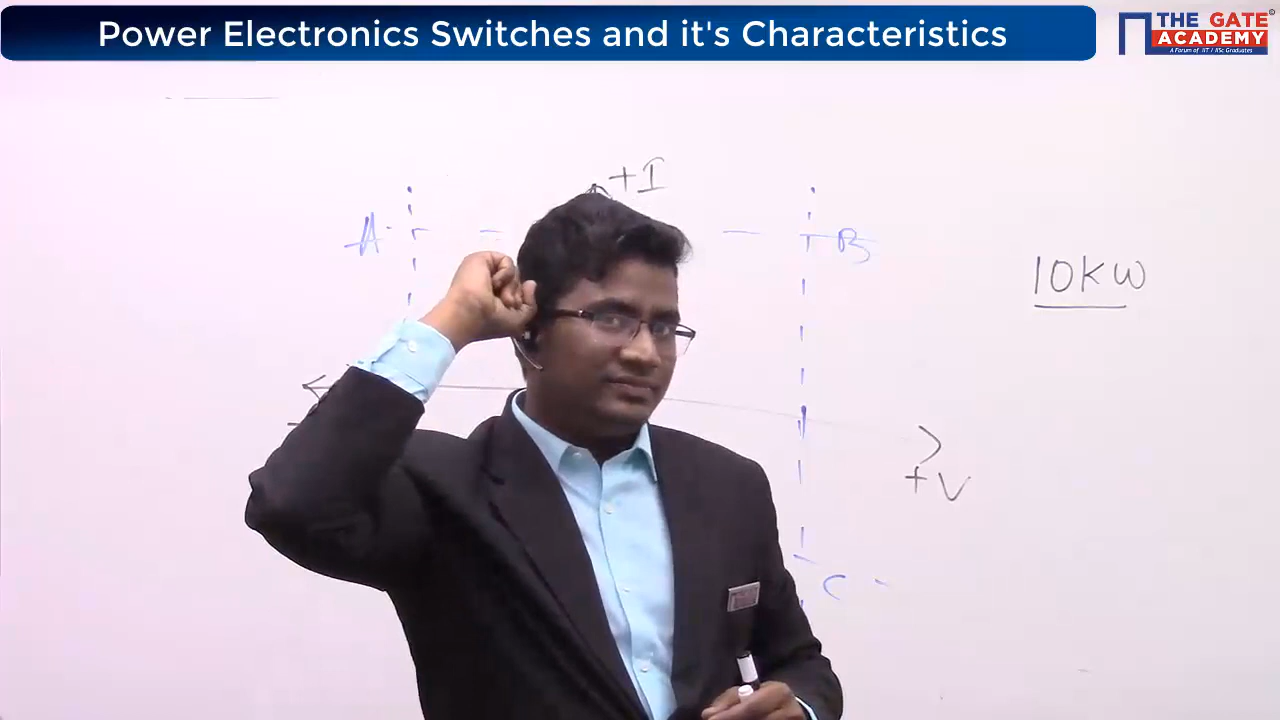 Power Electronics Switches and it's Characteristics
THE GATE
ACADEMY
A Forum of IIT / IISc Graduates
+I
A
B
10KW
+V
C